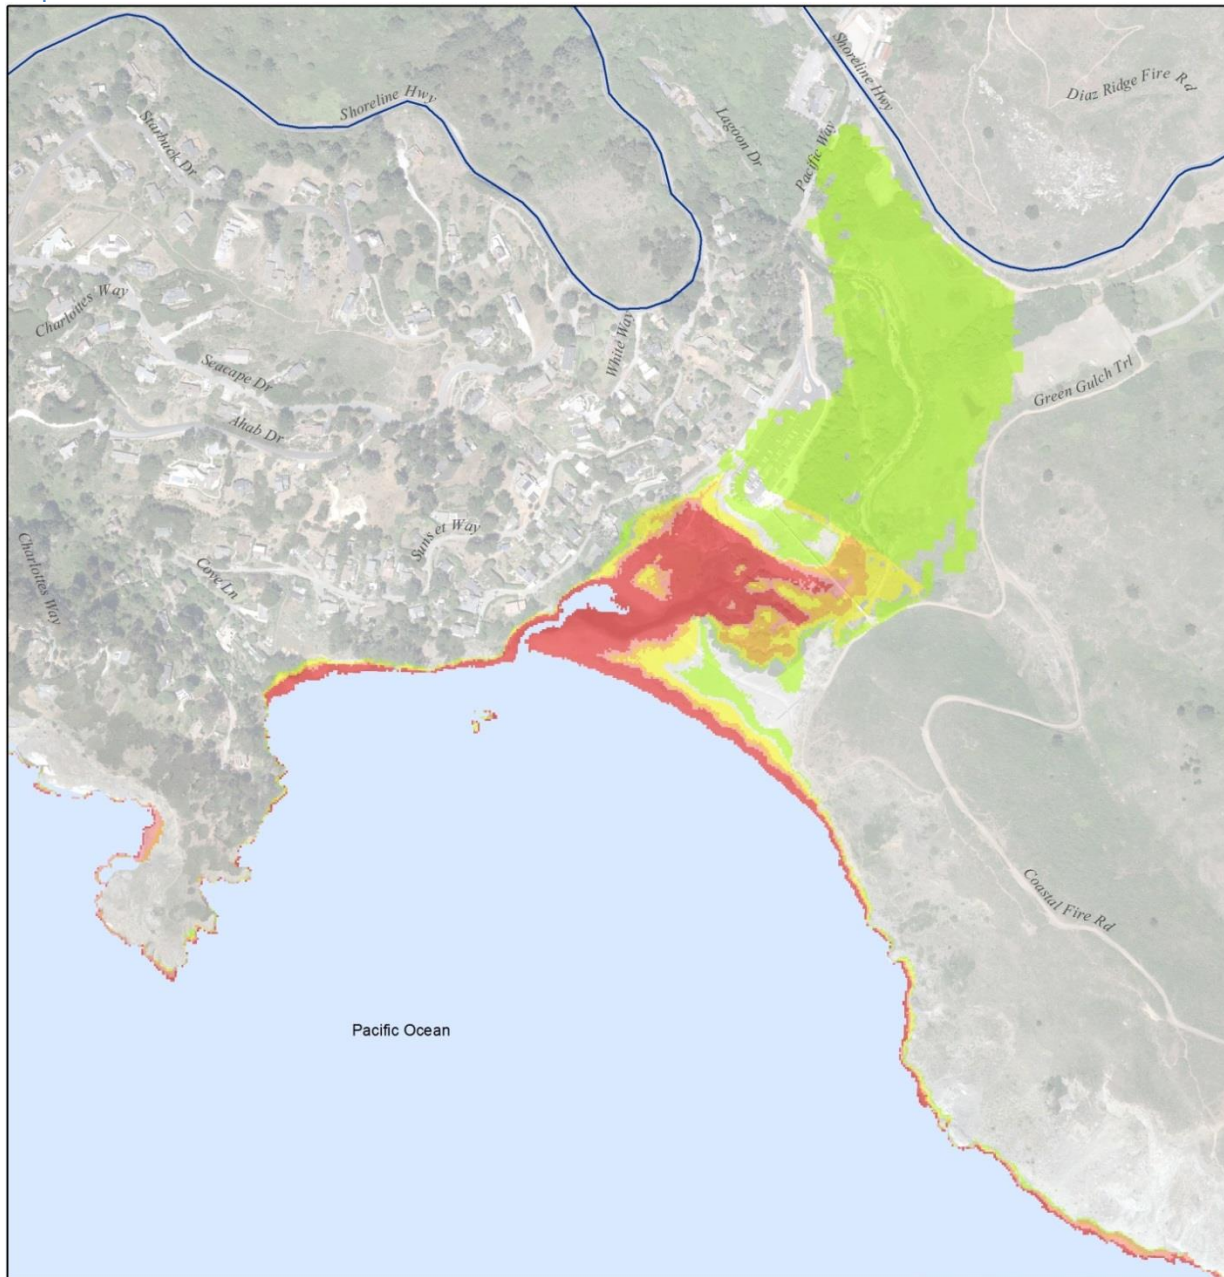 Shoreline Hwy
Diaz Ridge Fire Rd
Shoreline Hwy
Starbuck Dr
Lagoon Dr
Pacific Way
Charlottes Way
White Way
Seacape Dr
Green Gulch Trl
Ahab Dr
Suns et Way
Charlottes Way
Cove Ln
Coastal Fire Rd
Pacific Ocean